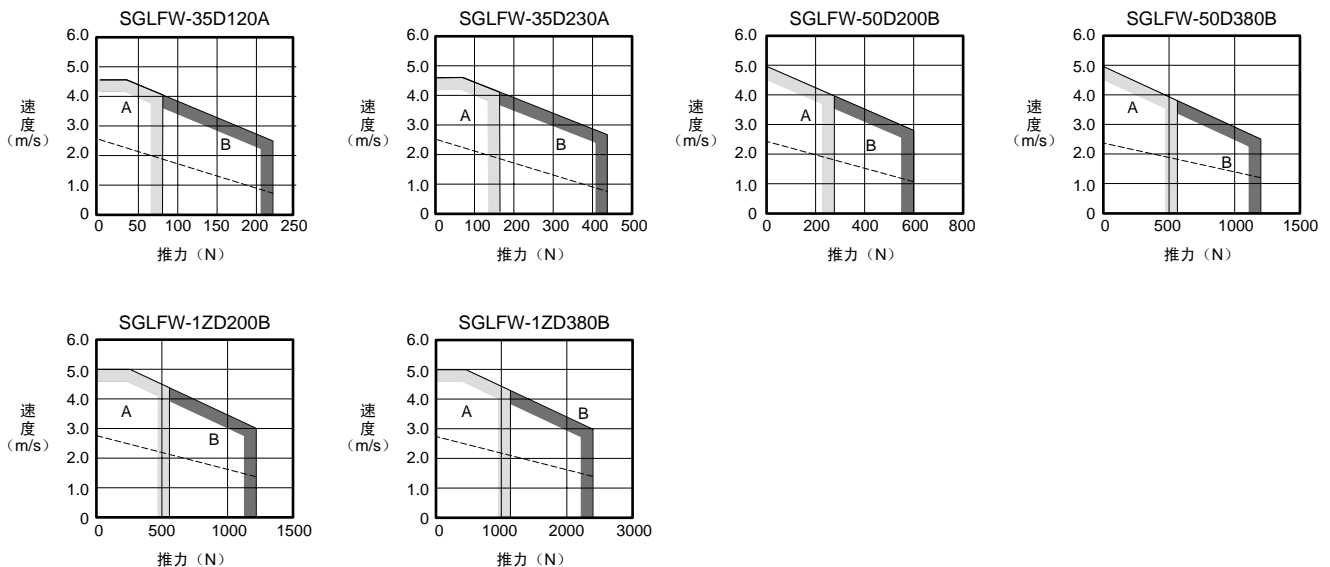 SGLFW-35D120A
6.0
5.0
4.0
3.0
2.0
1.0
0
速
度
（m/s）
A
B
0 50 100 150 200 250
推力（N）
SGLFW-35D230A
6.0
5.0
4.0
3.0
2.0
1.0
0
速
度
（m/s）
A
B
0 100 200 300 400 500
推力（N）
SGLFW-50D200B
6.0
5.0
4.0
3.0
2.0
1.0
0
速
度
（m/s）
A
B
0 200 400 600 800
推力（N）
SGLFW-50D380B
6.0
5.0
4.0
3.0
2.0
1.0
0
速
度
（m/s）
A
B
0 500 1000 1500
推力（N）
SGLFW-1ZD200B
6.0
5.0
4.0
3.0
2.0
1.0
0
速
度
（m/s）
A
B
0 500 1000 1500
推力（N）
SGLFW-1ZD380B
6.0
5.0
4.0
3.0
2.0
1.0
0
速
度
（m/s）
A
B
0 1000 2000 3000
推力（N）